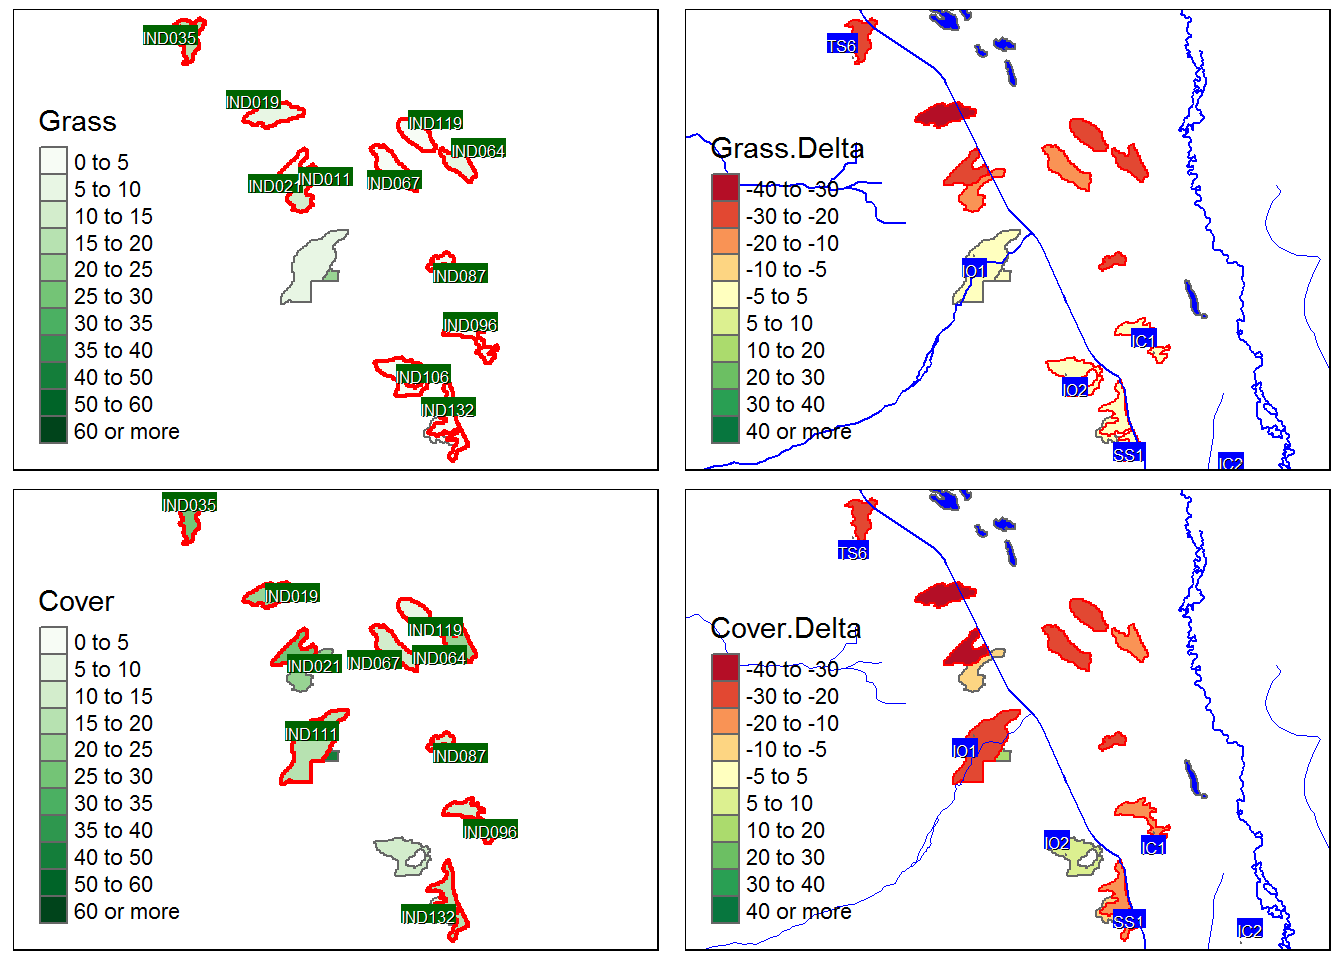 IND035
IND019
IND119
IND064
IND021
IND011
IND067
IND087
IND096
IND106
IND132
Grass
0 to 5
5 to 10
10 to 15
15 to 20
20 to 25
25 to 30
30 to 35
35 to 40
40 to 50
50 to 60
60 or more
TS6
IO1
IC1
IO2
SS1
IC2
Grass.Delta
-40 to -30
-30 to -20
-20 to -10
-10 to -5
-5 to 5
5 to 10
10 to 20
20 to 30
30 to 40
40 or more
IND035
IND019
IND119
IND021
IND067
IND064
IND111
IND087
IND096
IND132
Cover
0 to 5
5 to 10
10 to 15
15 to 20
20 to 25
25 to 30
30 to 35
35 to 40
40 to 50
50 to 60
60 or more
TS6
IO1
IO2
IC1
SS1
IC2
Cover.Delta
-40 to -30
-30 to -20
-20 to -10
-10 to -5
-5 to 5
5 to 10
10 to 20
20 to 30
30 to 40
40 or more